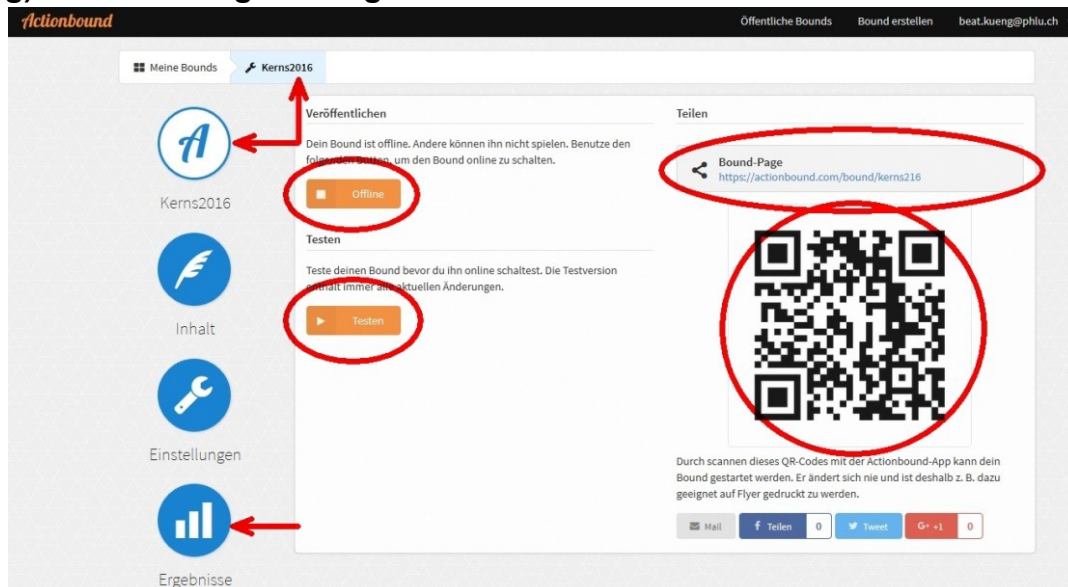 Actionbound
Öffentliche Bounds Bound erstellen beat.kueng@phlu.ch
Meine Bounds Kerns2016
Kerns2016
Inhalt
Einstellungen
Ergebnisse
Veröffentlichen
Dein Bound ist offline. Andere können ihn nicht spielen. Benutze den
folgenden Button, um den Bound online zu schalten.
Offline
Testen
Teste deinen Bound bevor du ihn online schaltest. Die Testversion
enthält immer alle aktuellen Änderungen.
Testen
Teilen
Bound-Page
https://actionbound.com/bound/kerns216
Durch scannen dieses QR-Codes mit der Actionbound-App kann dein
Bound gestartet werden. Er ändert sich nie und ist deshalb z. B. dazu
geeignet auf Flyer gedruckt zu werden.
Mail Teilen 0 Tweet G+ +1 0